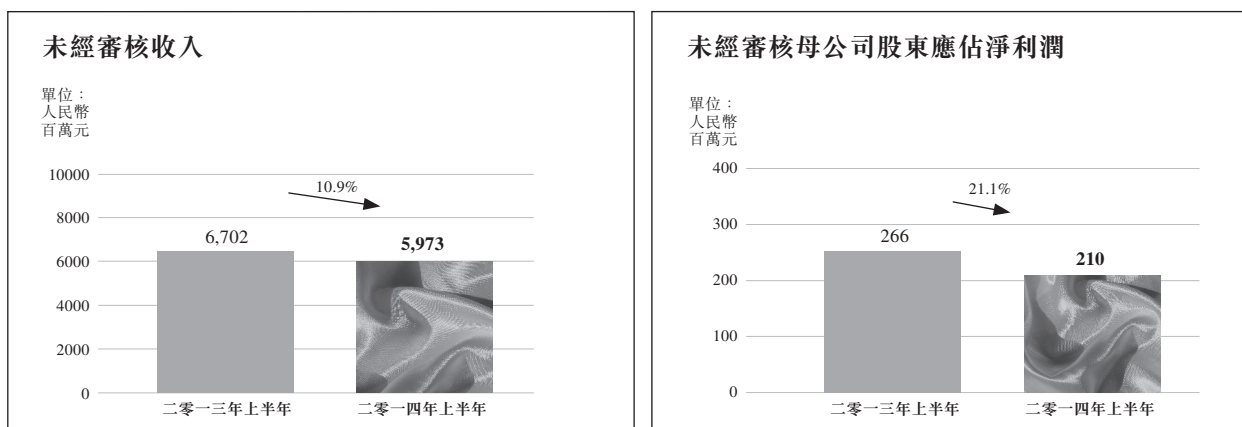 未經審核收入
單位：
人民幣
百萬元
10000
8000
6000
4000
2000
0
10.9%
6,702
5,973
二零一三年上半年
二零一四年上半年
未經審核母公司股東應佔淨利潤
單位：
人民幣
百萬元
400
300
200
100
0
21.1%
266
210
二零一三年上半年
二零一四年上半年